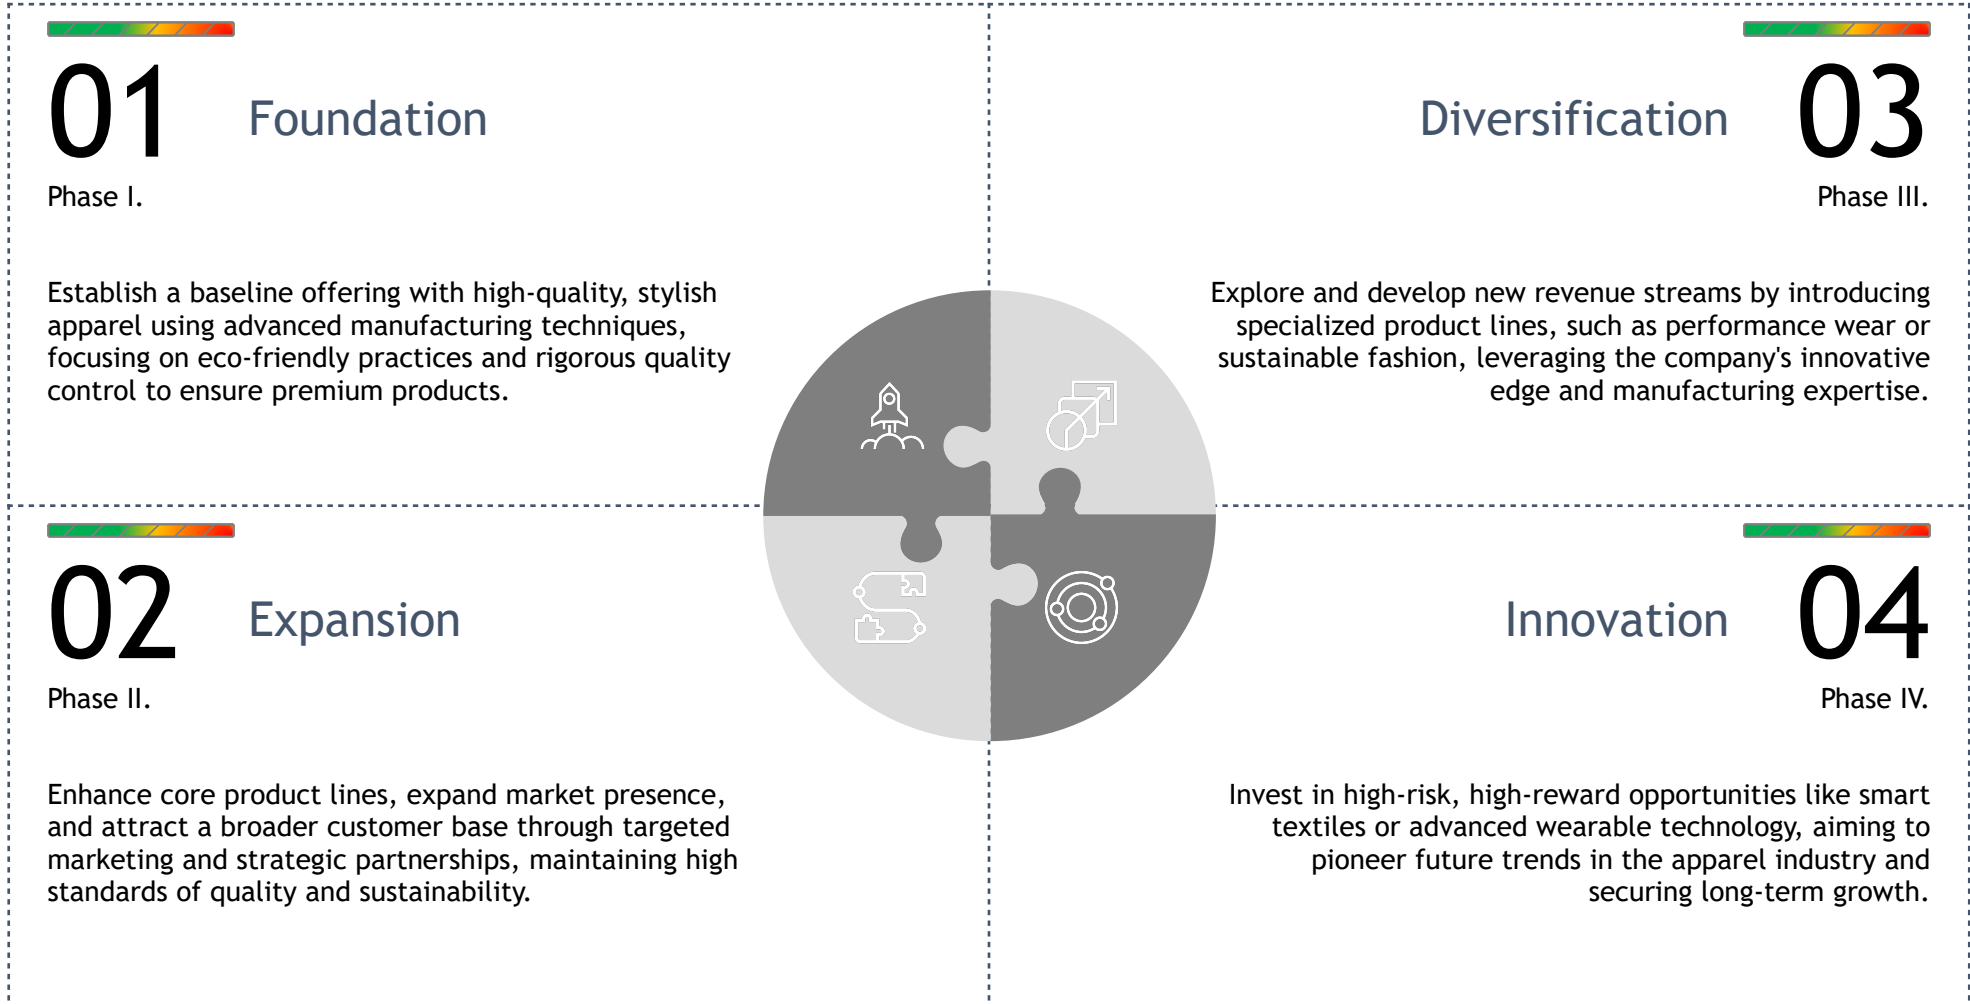 01
Foundation
Phase I.
Establish a baseline offering with high-quality, stylish
apparel using advanced manufacturing techniques,
focusing on eco-friendly practices and rigorous quality
control to ensure premium products.
02
Expansion
Phase II.
Enhance core product lines, expand market presence,
and attract a broader customer base through targeted
marketing and strategic partnerships, maintaining high
standards of quality and sustainability.
Diversification
03
Phase III.
Explore and develop new revenue streams by introducing
specialized product lines, such as performance wear or
sustainable fashion, leveraging the company's innovative
edge and manufacturing expertise.
Innovation
04
Phase IV.
Invest in high-risk, high-reward opportunities like smart
textiles or advanced wearable technology, aiming to
pioneer future trends in the apparel industry and
securing long-term growth.